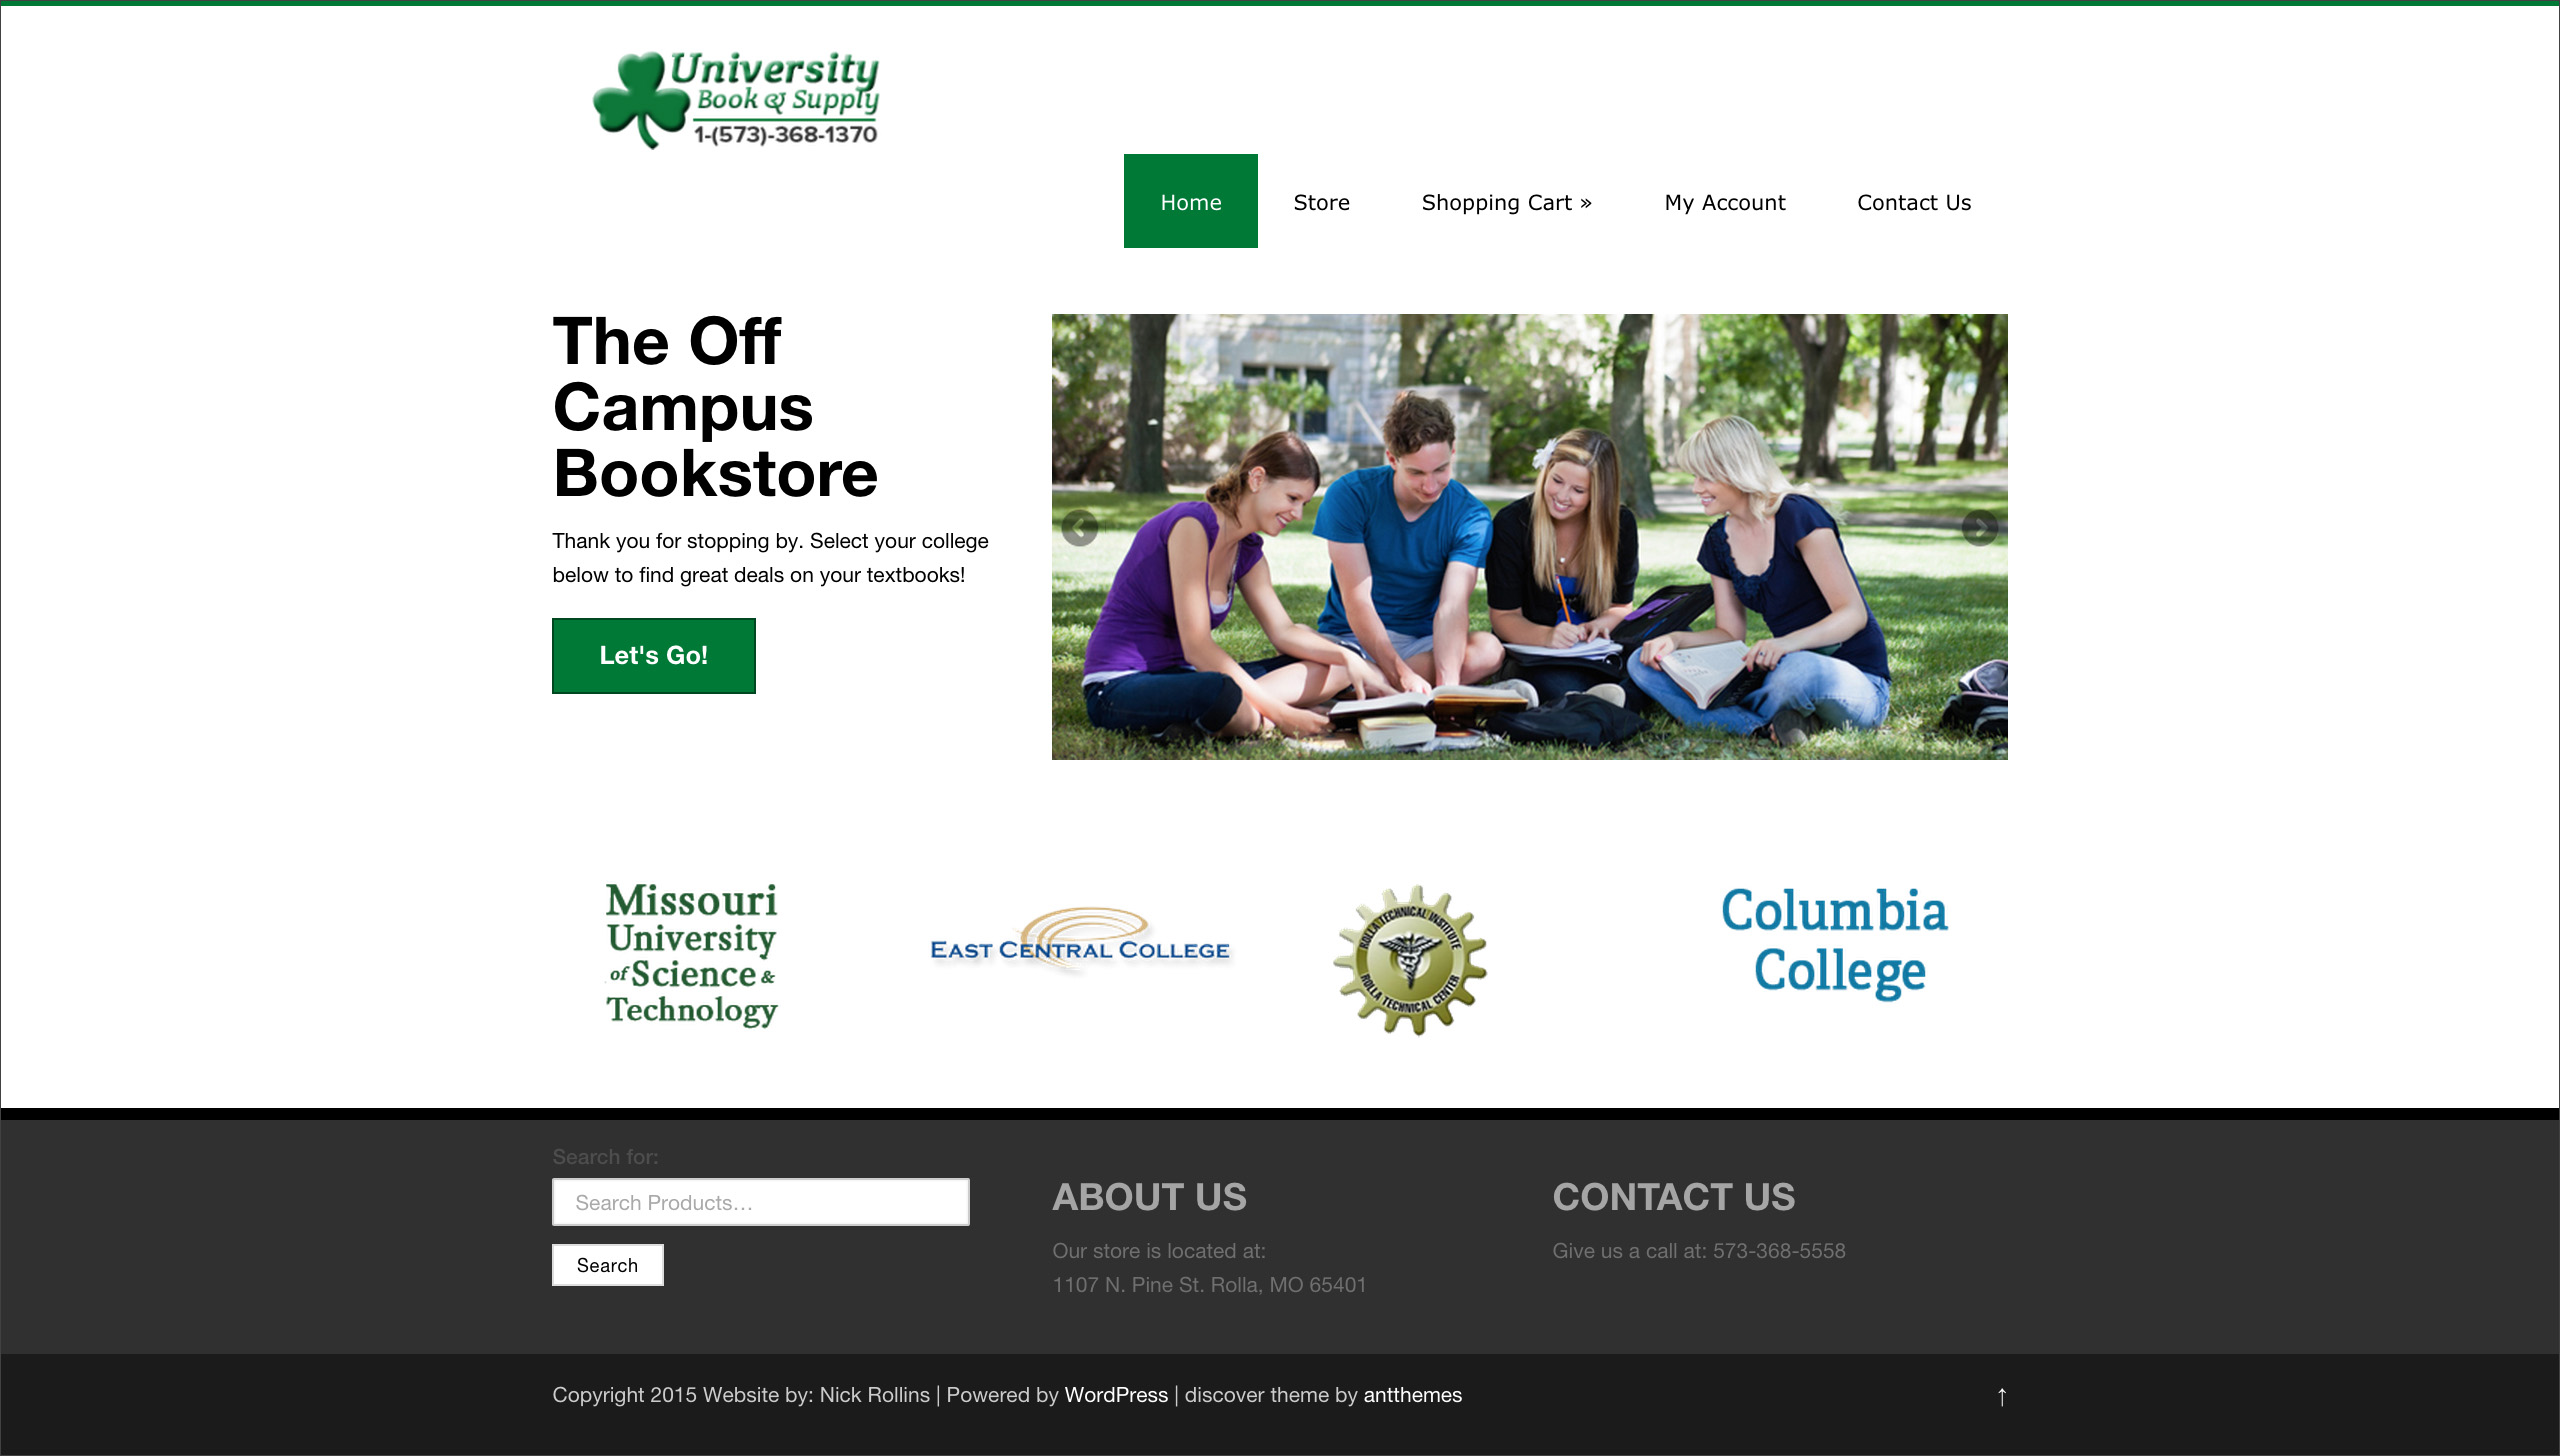 University
Book & Supply
1-(573)-368-1370
Home
Store
Shopping Cart »
My Account
Contact Us
The Off
Campus
Bookstore
Thank you for stopping by. Select your college
below to find great deals on your textbooks!
Let's Go!
Missouri
University
of Science &
Technology
EAST CENTRAL COLLEGE
ROLLA TECHNICAL INSTITUTE
ROLLA TECHNICAL CENTER
Columbia
College
Search for:
Search Products…
Search
ABOUT US
Our store is located at:
1107 N. Pine St. Rolla, MO 65401
CONTACT US
Give us a call at: 573-368-5558
Copyright 2015 Website by: Nick Rollins | Powered by WordPress | discover theme by antthemes
↑